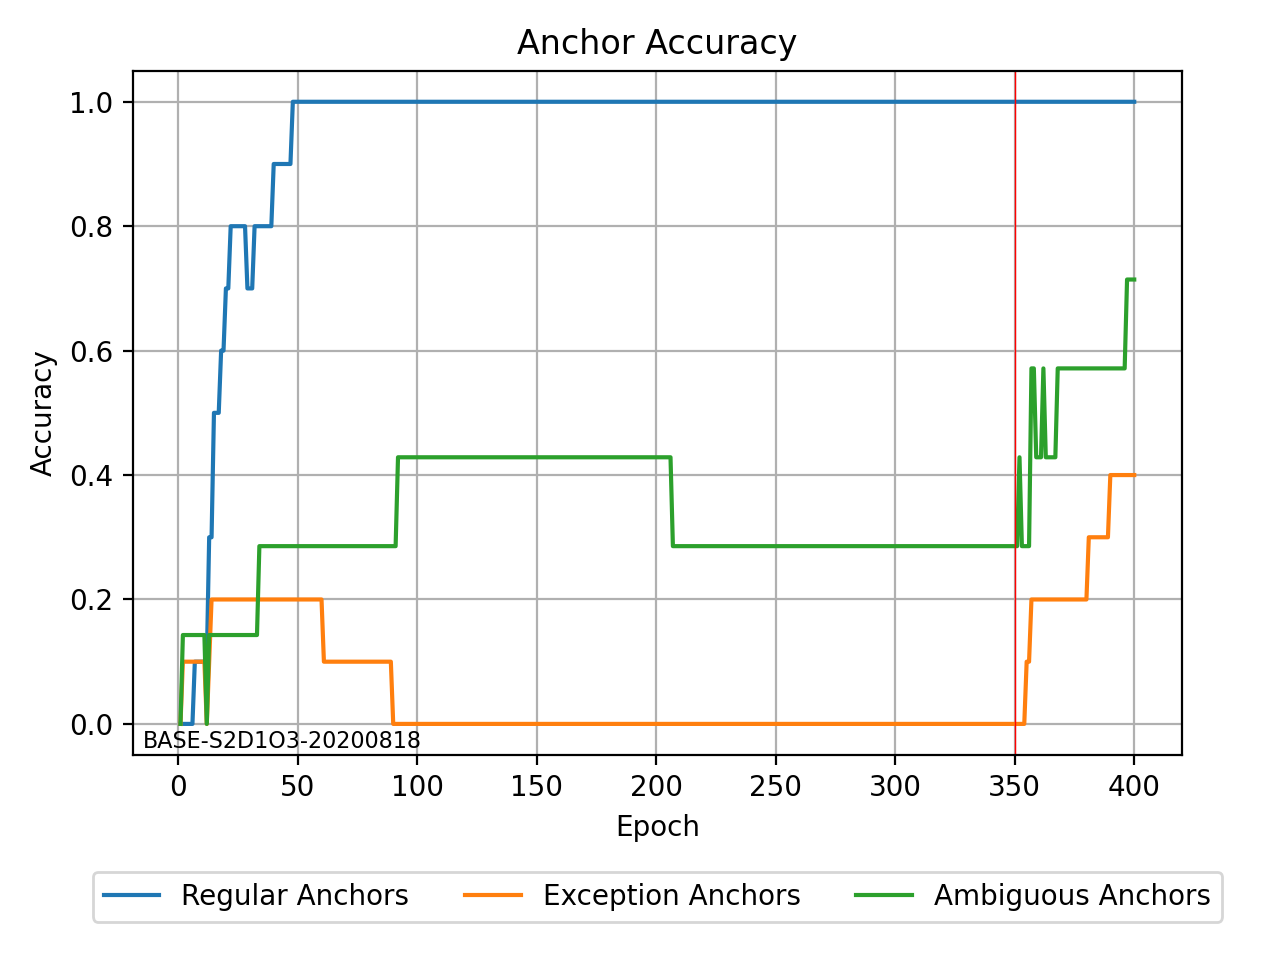 Anchor Accuracy
Accuracy
1.0
0.8
0.6
0.4
0.2
0.0
BASE-S2D1O3-20200818
0 50 100 150 200 250 300 350 400
Epoch
Regular Anchors Exception Anchors Ambiguous Anchors